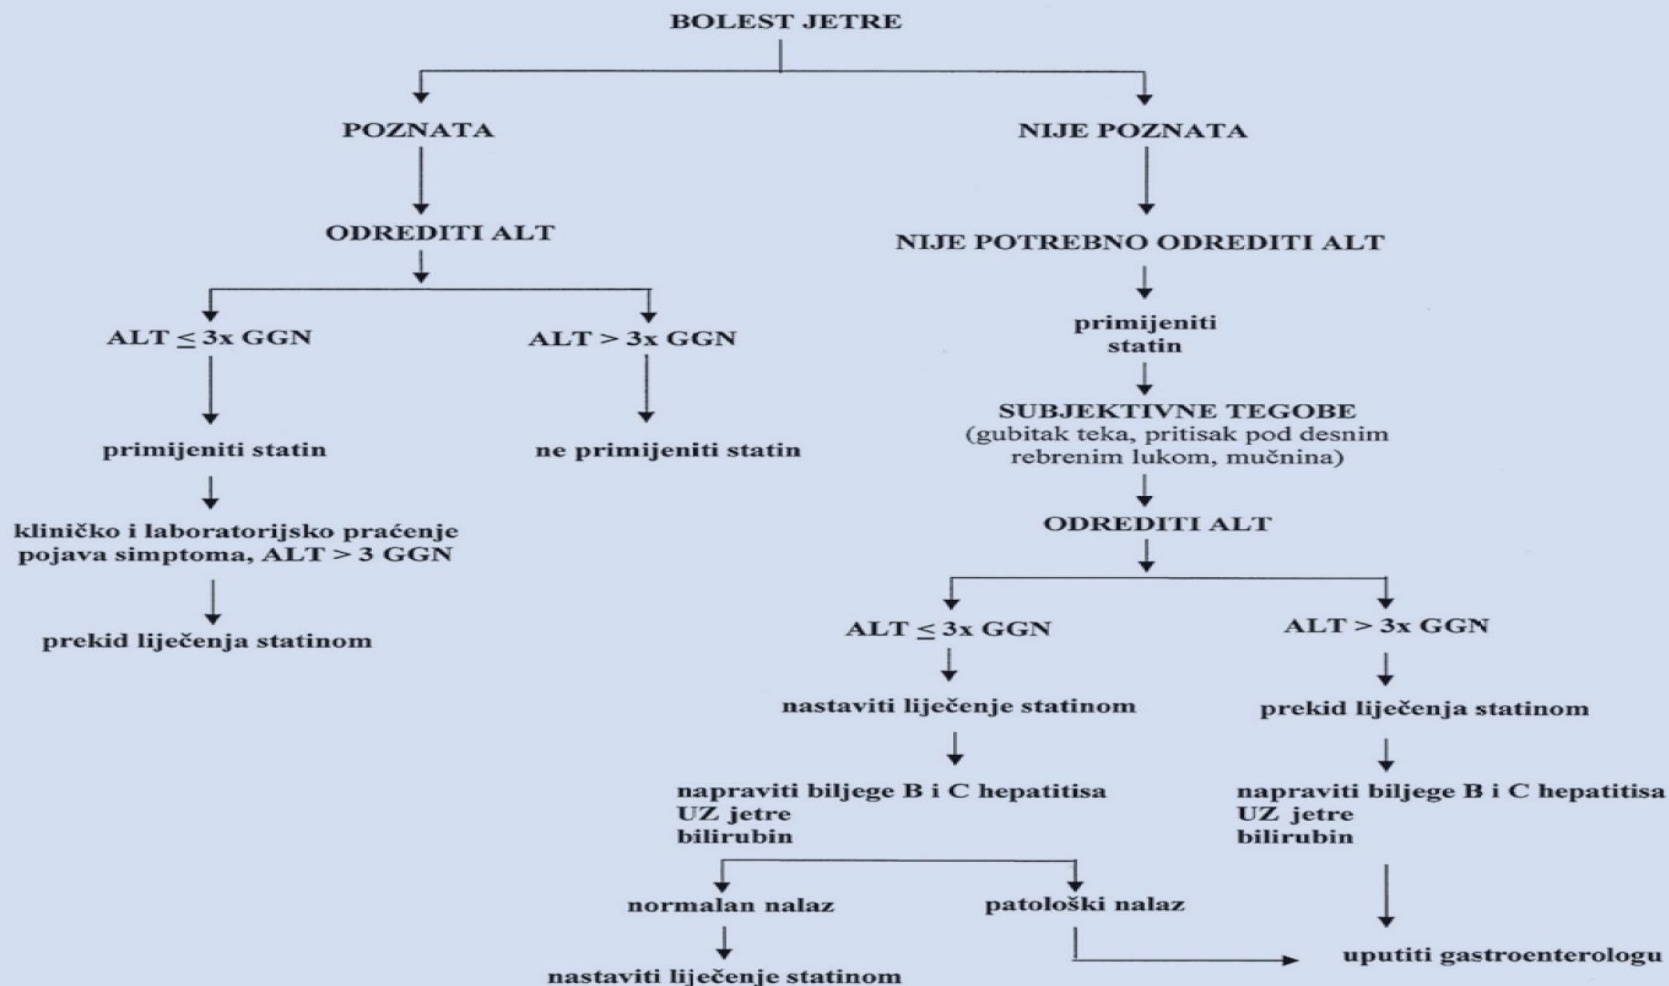 BOLEST JETRE
POZNATA
NIJE POZNATA
ODREDITI ALT
NIJE POTREBNO ODREDITI ALT
ALT ≤ 3x GGN
ALT > 3x GGN
primijeniti
statin
primijeniti statin
ne primijeniti statin
SUBJEKTIVNE TEGOBE
(gubitak teka, pritisak pod desnim
rebrenim lukom, mučnina)
kliničko i laboratorijsko praćenje
pojava simptoma, ALT > 3 GGN
ODREDITI ALT
prekid liječenja statinom
ALT ≤ 3x GGN
ALT > 3x GGN
nastaviti liječenje statinom
prekid liječenja statinom
napraviti biljege B i C hepatitisa
UZ jetre
bilirubin
napraviti biljege B i C hepatitisa
UZ jetre
bilirubin
normalan nalaz
patološki nalaz
nastaviti liječenje statinom
uputiti gastroenterologu